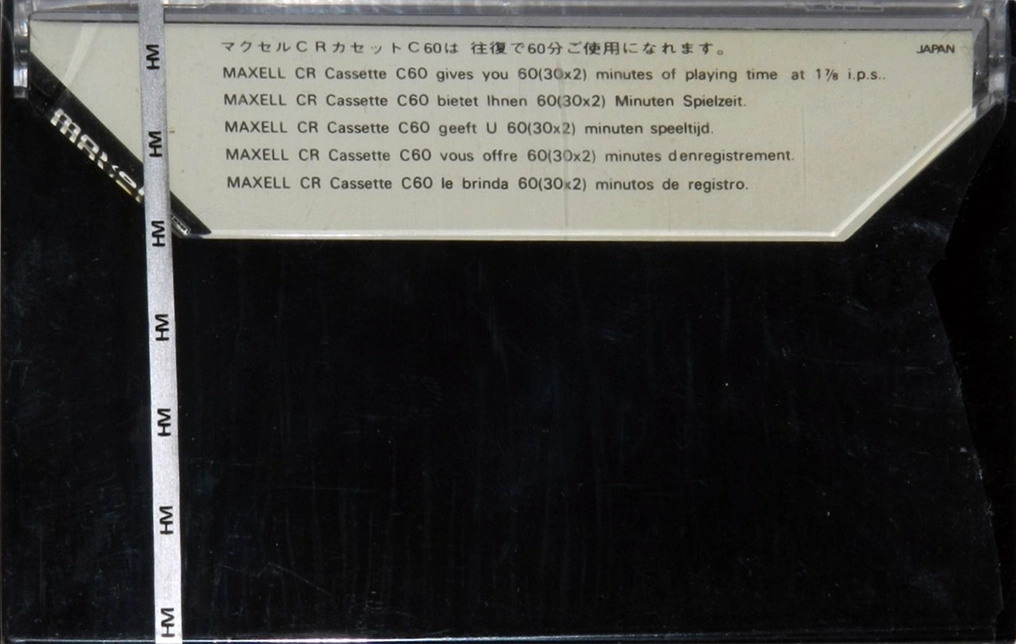 マクセルCRカセットC60は 往復で60分ご使用になれます。
JAPAN
MAXELL CR Cassette C60 gives you 60(30x2) minutes of playing time at 1⅞ i.p.s..
MAXELL CR Cassette C60 bietet Ihnen 60(30x2) Minuten Spielzeit.
MAXELL CR Cassette C60 geeft U 60(30x2) minuten speeltijd.
MAXELL CR Cassette C60 vous offre 60(30x2) minutes denregistrement.
MAXELL CR Cassette C60 le brinda 60(30x2) minutos de registro.
maxell
HM
HM
HM
HM
HM
HM
HM